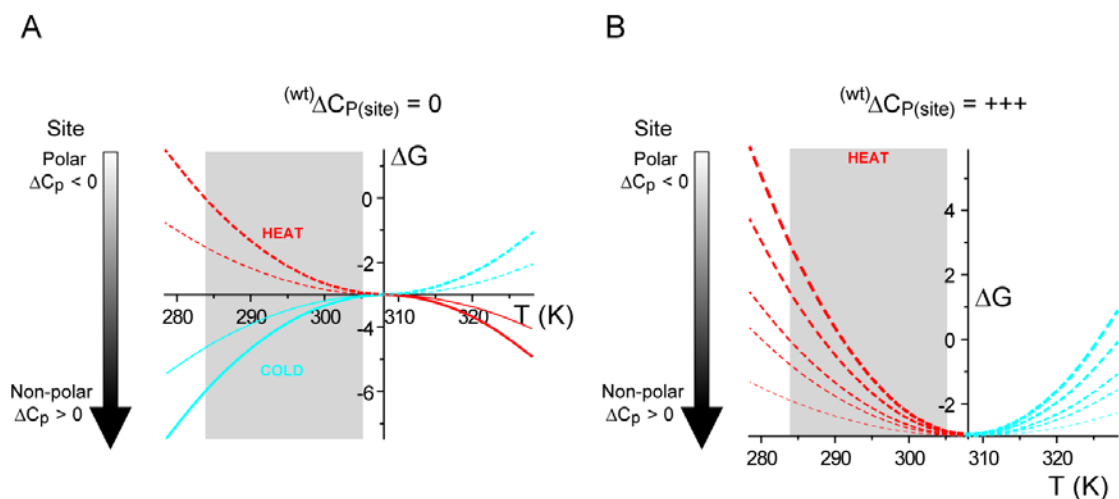 A
(wt)ΔCP(site) = 0
Site
Polar
ΔCp < 0
Non-polar
ΔCp > 0
ΔG
0
-2
-4
-6
HEAT
COLD
280 290 300 310 320 T (K)
B
(wt)ΔCP(site) = +++
Site
Polar
ΔCp < 0
Non-polar
ΔCp > 0
HEAT
4
2
ΔG
0
-2
280 290 300 310 320
T (K)